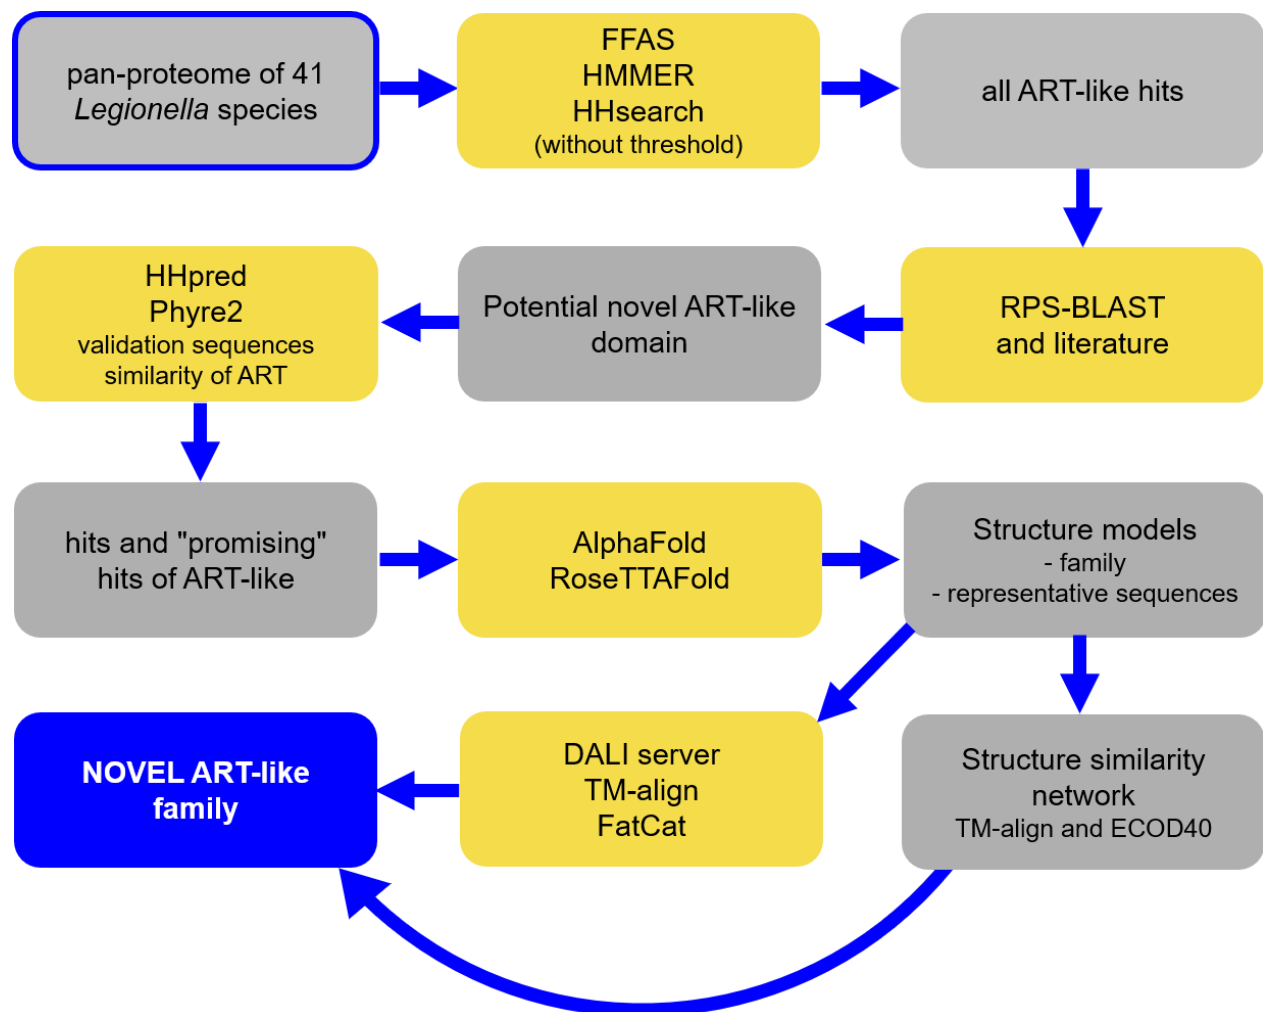 pan-proteome of 41
Legionella species
FFAS
HMMER
HHsearch
(without threshold)
all ART-like hits
HHpred
Phyre2
validation sequences
similarity of ART
Potential novel ART-like
domain
RPS-BLAST
and literature
hits and "promising"
hits of ART-like
AlphaFold
RoseTTAFold
Structure models
- family
- representative sequences
NOVEL ART-like
family
DALI server
TM-align
FatCat
Structure similarity
network
TM-align and ECOD40